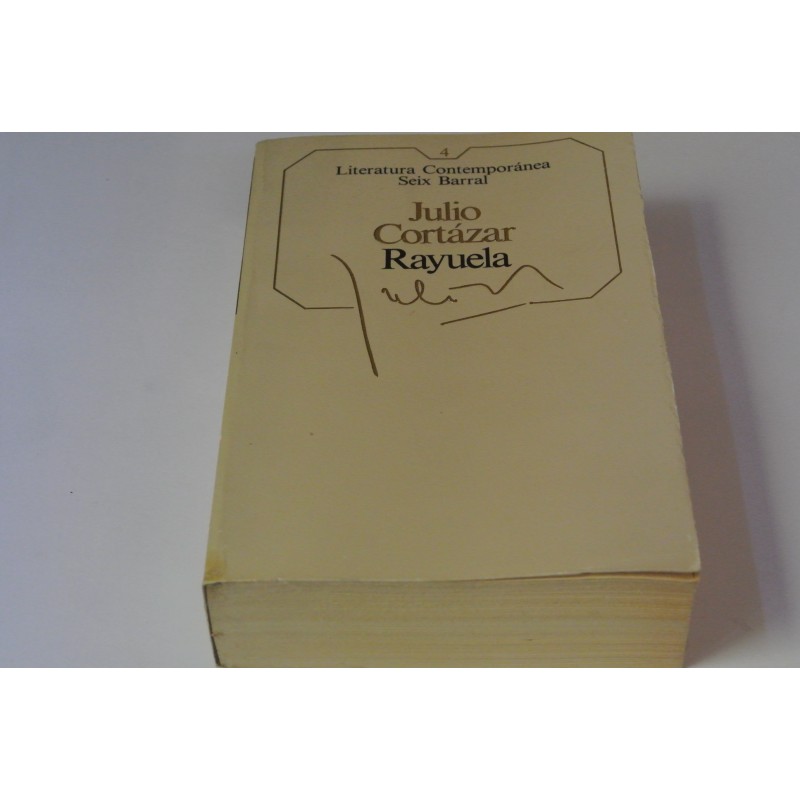 4
Literatura Contemporánea
Seix Barral
Julio
Cortázar
Rayuela